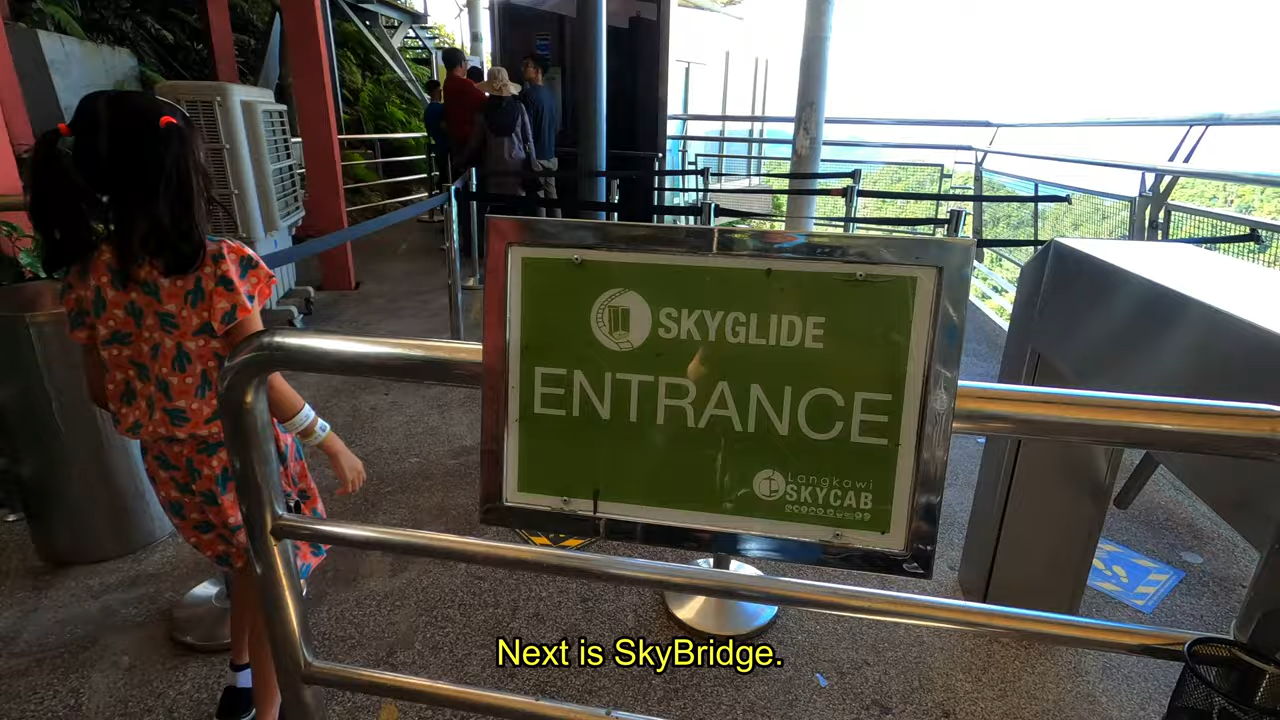 SKYGLIDE
ENTRANCE
Langkawi
SKYCAB
Next is SkyBridge.